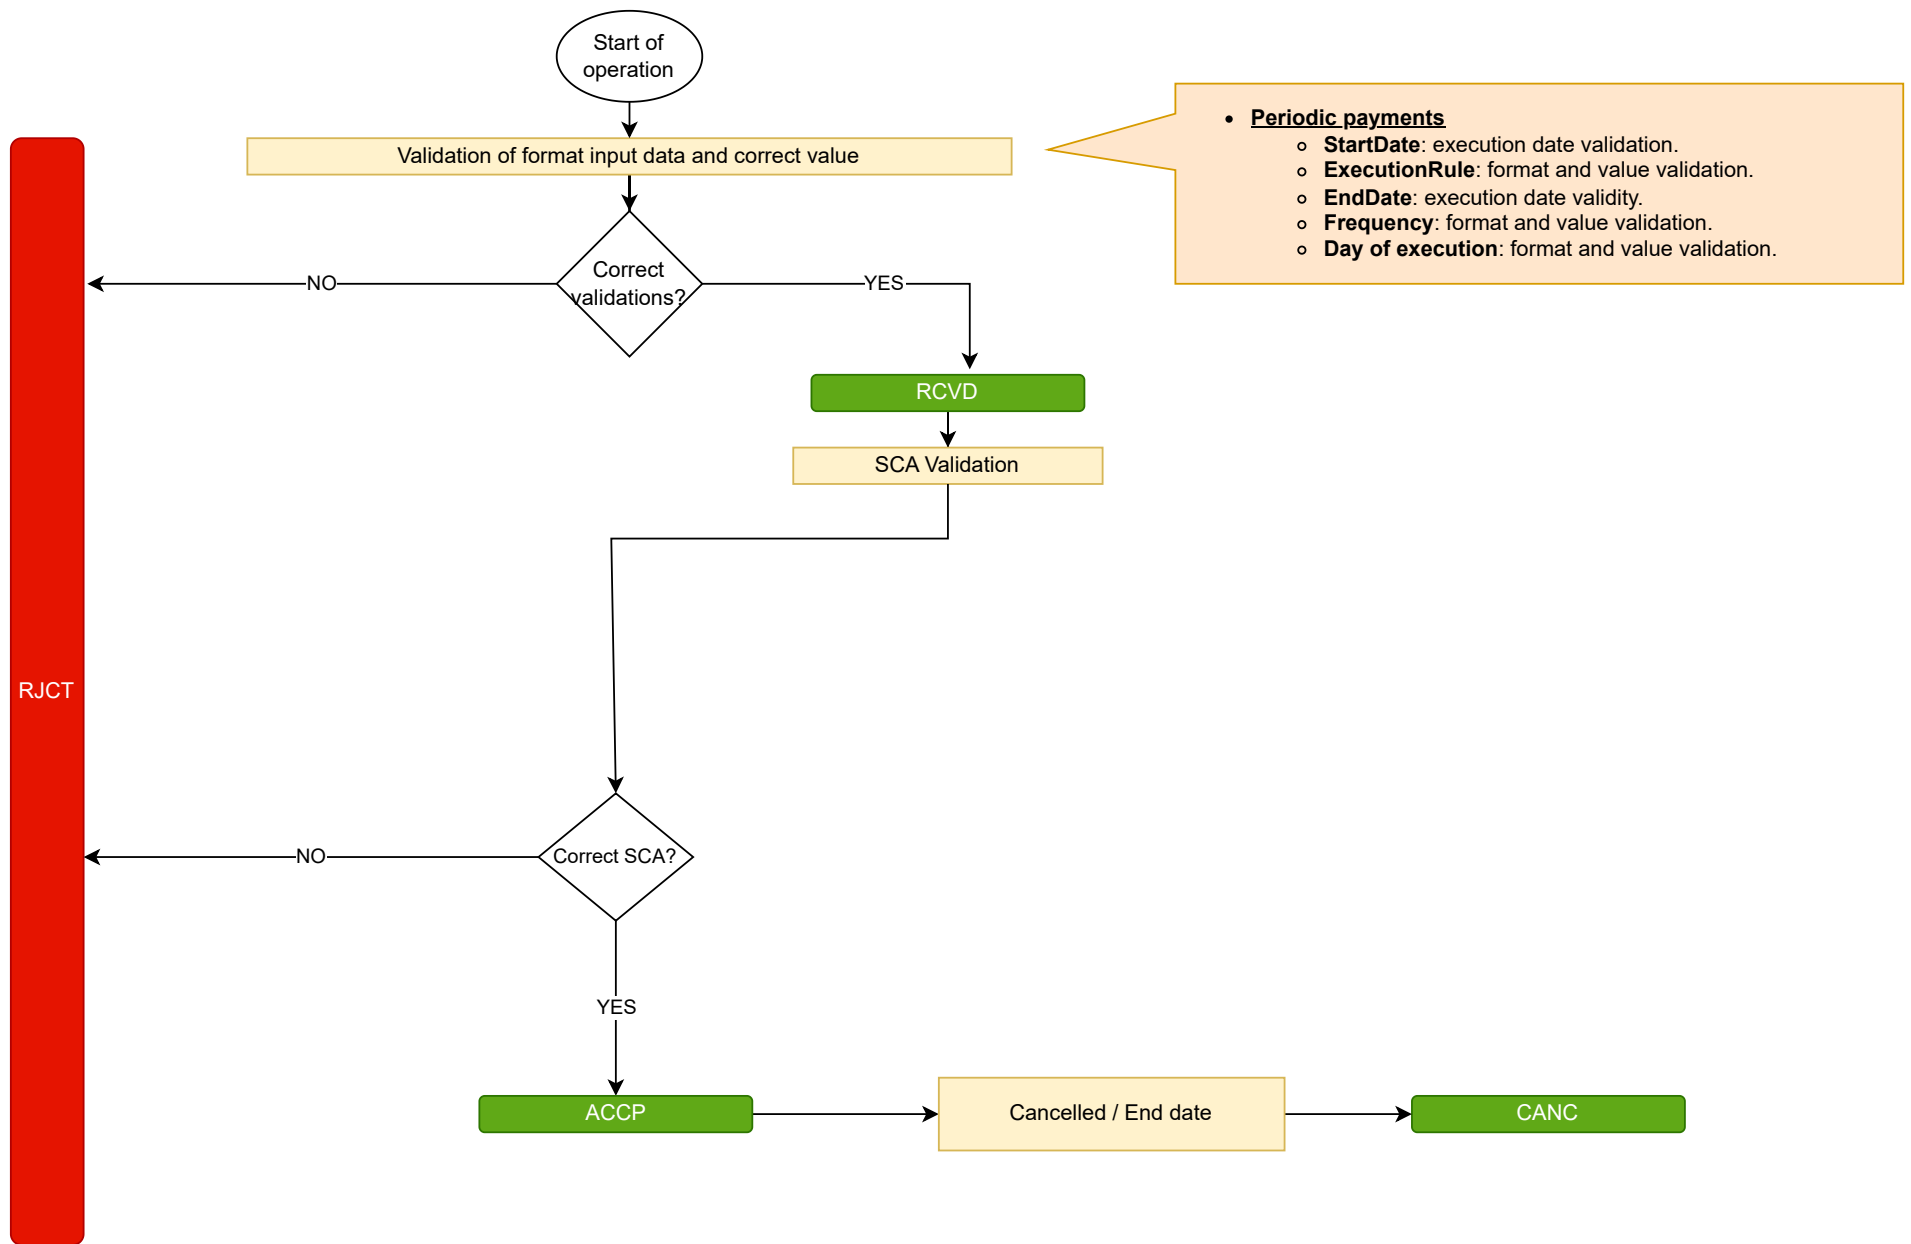 Start of
operation
Validation of format input data and correct value
• Periodic payments
○ StartDate: execution date validation.
○ ExecutionRule: format and value validation.
○ EndDate: execution date validity.
○ Frequency: format and value validation.
○ Day of execution: format and value validation.
Correct
validations?
NO
YES
RCVD
SCA Validation
RJCT
Correct SCA?
NO
YES
ACCP
Cancelled / End date
CANC